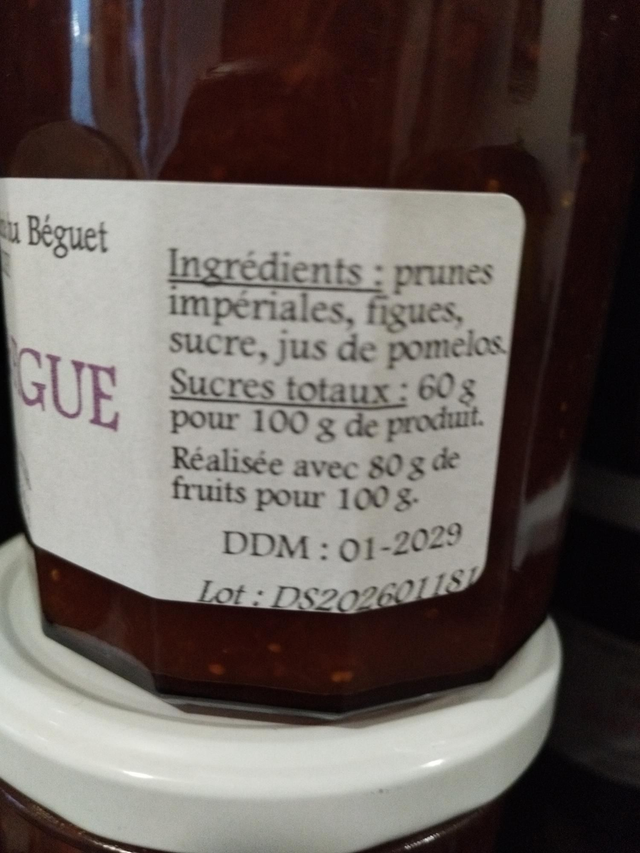 Béguet
Ingrédients : prunes
impériales, figues,
sucre, jus de pomelos.
GUE
Sucres totaux : 60 g
pour 100 g de produit.
Réalisée avec 80 g de
fruits pour 100 g.
DDM : 01-2029
Lot : DS202601181